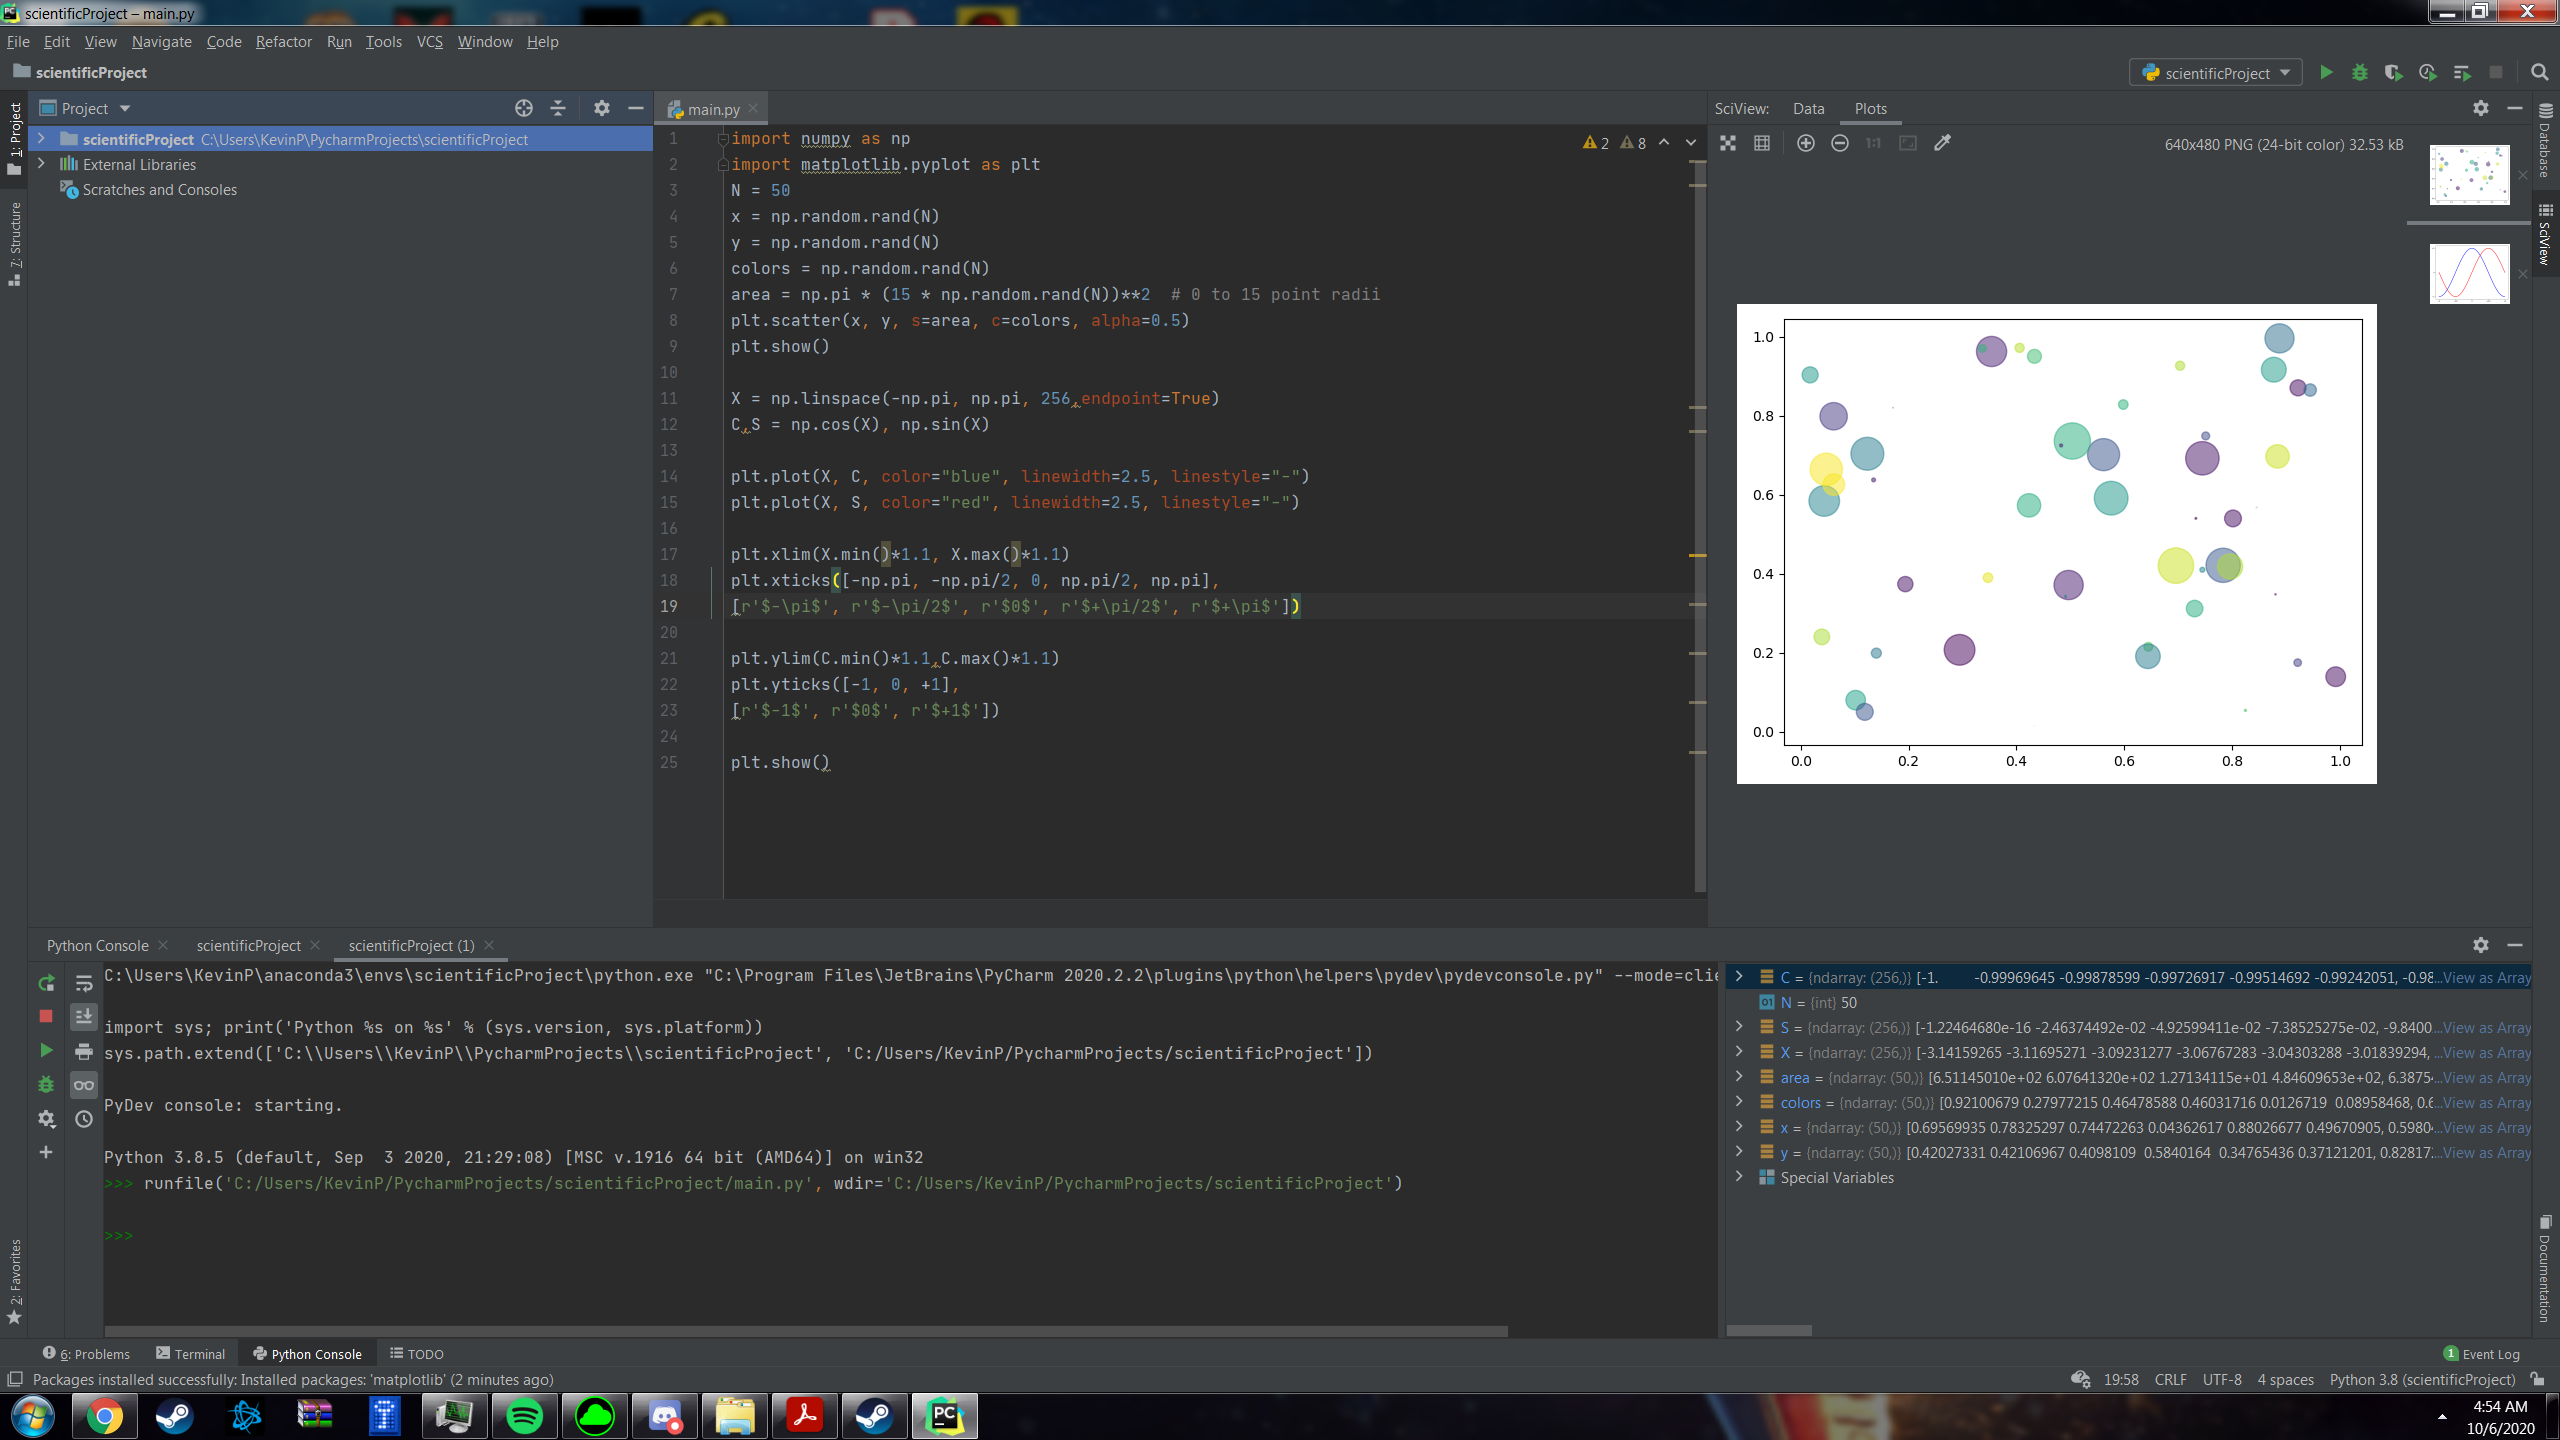 scientificProject – main.py
File Edit View Navigate Code Refactor Run Tools VCS Window Help
scientificProject
scientificProject
1: Project
7: Structure
2: Favorites
Project
scientificProject C:\Users\KevinP\PycharmProjects\scientificProject
External Libraries
Scratches and Consoles
main.py
2 8
1 import numpy as np
2 import matplotlib.pyplot as plt
3 N = 50
4 x = np.random.rand(N)
5 y = np.random.rand(N)
6 colors = np.random.rand(N)
7 area = np.pi * (15 * np.random.rand(N))**2  # 0 to 15 point radii
8 plt.scatter(x, y, s=area, c=colors, alpha=0.5)
9 plt.show()
10
11 X = np.linspace(-np.pi, np.pi, 256,endpoint=True)
12 C,S = np.cos(X), np.sin(X)
13
14 plt.plot(X, C, color="blue", linewidth=2.5, linestyle="-")
15 plt.plot(X, S, color="red", linewidth=2.5, linestyle="-")
16
17 plt.xlim(X.min()*1.1, X.max()*1.1)
18 plt.xticks([-np.pi, -np.pi/2, 0, np.pi/2, np.pi],
19 [r'$-\pi$', r'$-\pi/2$', r'$0$', r'$+\pi/2$', r'$+\pi$'])
20
21 plt.ylim(C.min()*1.1,C.max()*1.1)
22 plt.yticks([-1, 0, +1],
23 [r'$-1$', r'$0$', r'$+1$'])
24
25 plt.show()
SciView: Data Plots
1:1
640x480 PNG (24-bit color) 32.53 kB
1.0
0.8
0.6
0.4
0.2
0.0
0.0 0.2 0.4 0.6 0.8 1.0
Database
SciView
Documentation
Python Console scientificProject scientificProject (1)
C:\Users\KevinP\anaconda3\envs\scientificProject\python.exe "C:\Program Files\JetBrains\PyCharm 2020.2.2\plugins\python\helpers\pydev\pydevconsole.py" --mode=clie
import sys; print('Python %s on %s' % (sys.version, sys.platform))
sys.path.extend(['C:\\Users\\KevinP\\PycharmProjects\\scientificProject', 'C:/Users/KevinP/PycharmProjects/scientificProject'])
PyDev console: starting.
Python 3.8.5 (default, Sep  3 2020, 21:29:08) [MSC v.1916 64 bit (AMD64)] on win32
>>> runfile('C:/Users/KevinP/PycharmProjects/scientificProject/main.py', wdir='C:/Users/KevinP/PycharmProjects/scientificProject')
>>>
C = {ndarray: (256,)} [-1. -0.99969645 -0.99878599 -0.99726917 -0.99514692 -0.99242051, -0.98...View as Array
01 N = {int} 50
S = {ndarray: (256,)} [-1.22464680e-16 -2.46374492e-02 -4.92599411e-02 -7.38525275e-02, -9.8400...View as Array
X = {ndarray: (256,)} [-3.14159265 -3.11695271 -3.09231277 -3.06767283 -3.04303288 -3.01839294, ...View as Array
area = {ndarray: (50,)} [6.51145010e+02 6.07641320e+02 1.27134115e+01 4.84609653e+02, 6.3875...View as Array
colors = {ndarray: (50,)} [0.92100679 0.27977215 0.46478588 0.46031716 0.0126719 0.08958468, 0.6...View as Array
x = {ndarray: (50,)} [0.69569935 0.78325297 0.74472263 0.04362617 0.88026677 0.49670905, 0.5980...View as Array
y = {ndarray: (50,)} [0.42027331 0.42106967 0.4098109 0.5840164 0.34765436 0.37121201, 0.82817...View as Array
Special Variables
6: Problems Terminal Python Console TODO
1 Event Log
Packages installed successfully: Installed packages: 'matplotlib' (2 minutes ago)
19:58 CRLF UTF-8 4 spaces Python 3.8 (scientificProject)
PC
4:54 AM
10/6/2020